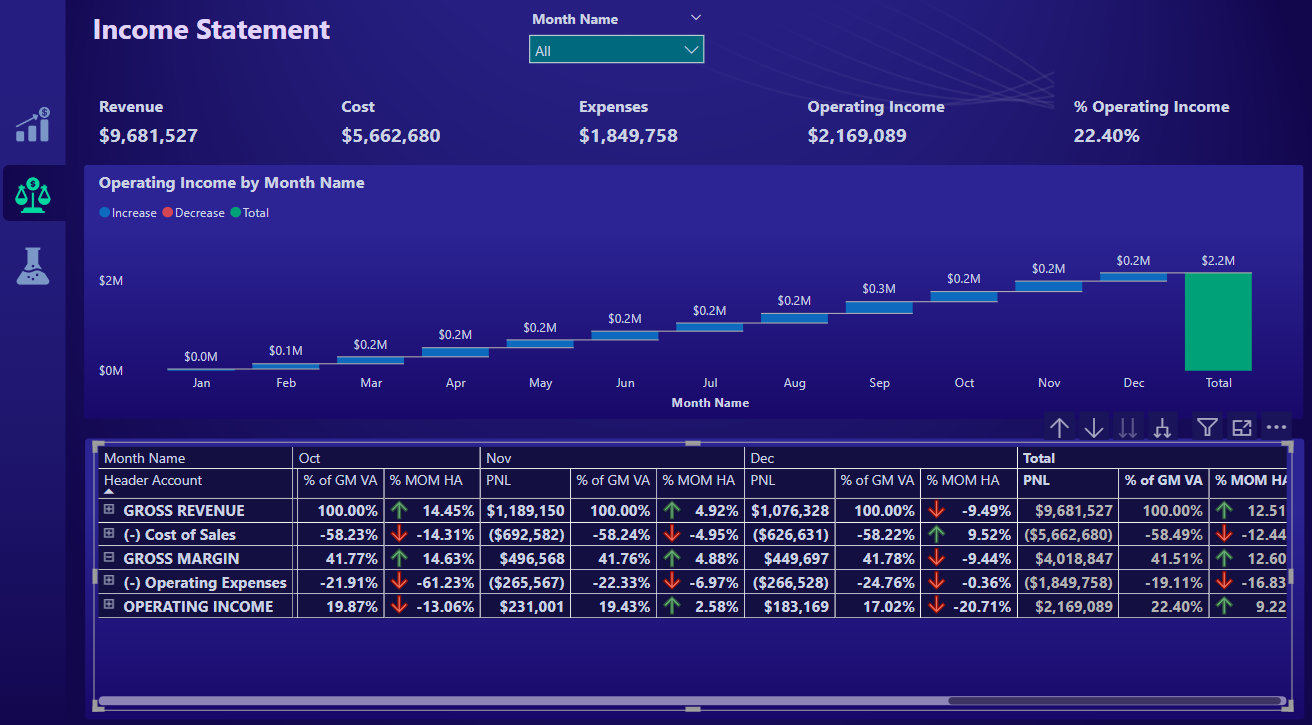 Income Statement
Month Name
All
Revenue Cost Expenses Operating Income % Operating Income
$9,681,527 $5,662,680 $1,849,758 $2,169,089 22.40%
Operating Income by Month Name
Increase Decrease Total
$2M
$0M
$0.0M $0.1M $0.2M $0.2M $0.2M $0.2M $0.2M $0.2M $0.3M $0.2M $0.2M $0.2M $2.2M
Jan Feb Mar Apr May Jun Jul Aug Sep Oct Nov Dec Total
Month Name
Month Name Oct Nov Dec Total
Header Account % of GM VA % MOM HA PNL % of GM VA % MOM HA PNL % of GM VA % MOM HA PNL % of GM VA % MOM HA
GROSS REVENUE 100.00% 14.45% $1,189,150 100.00% 4.92% $1,076,328 100.00% -9.49% $9,681,527 100.00% 12.51
(-) Cost of Sales -58.23% -14.31% ($692,582) -58.24% -4.95% ($626,631) -58.22% 9.52% ($5,662,680) -58.49% -12.44
GROSS MARGIN 41.77% 14.63% $496,568 41.76% 4.88% $449,697 41.78% -9.44% $4,018,847 41.51% 12.60
(-) Operating Expenses -21.91% -61.23% ($265,567) -22.33% -6.97% ($266,528) -24.76% -0.36% ($1,849,758) -19.11% -16.83
OPERATING INCOME 19.87% -13.06% $231,001 19.43% 2.58% $183,169 17.02% -20.71% $2,169,089 22.40% 9.22